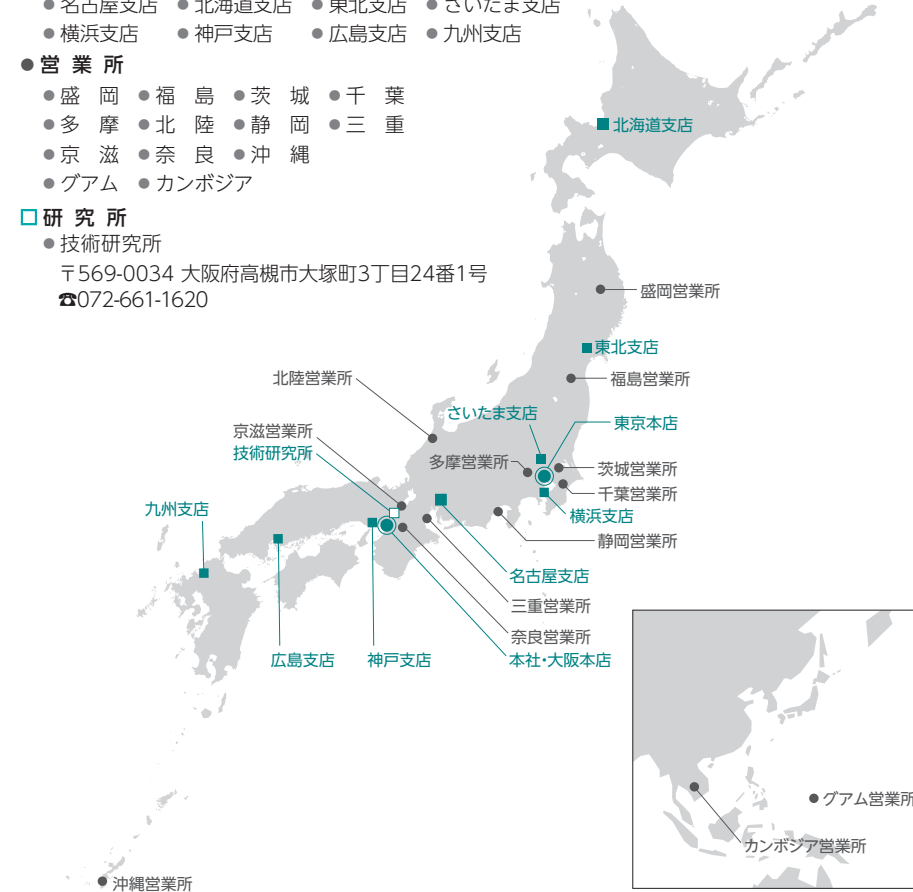 ● 名古屋支店 ● 北海道支店 ● 東北支店 ● さいたま支店
● 横浜支店 ● 神戸支店 ● 広島支店 ● 九州支店
● 営業所
● 盛岡 ● 福島 ● 茨城 ● 千葉
● 多摩 ● 北陸 ● 静岡 ● 三重
● 京滋 ● 奈良 ● 沖縄
● グアム ● カンボジア
□ 研究所
● 技術研究所
〒569-0034 大阪府高槻市大塚町3丁目24番1号
☎072-661-1620
北海道支店
盛岡営業所
東北支店
北陸営業所
福島営業所
さいたま支店
東京本店
京滋営業所
技術研究所
多摩営業所
茨城営業所
千葉営業所
九州支店
横浜支店
静岡営業所
名古屋支店
三重営業所
奈良営業所
広島支店
神戸支店
本社・大阪本店
グアム営業所
カンボジア営業所
沖縄営業所